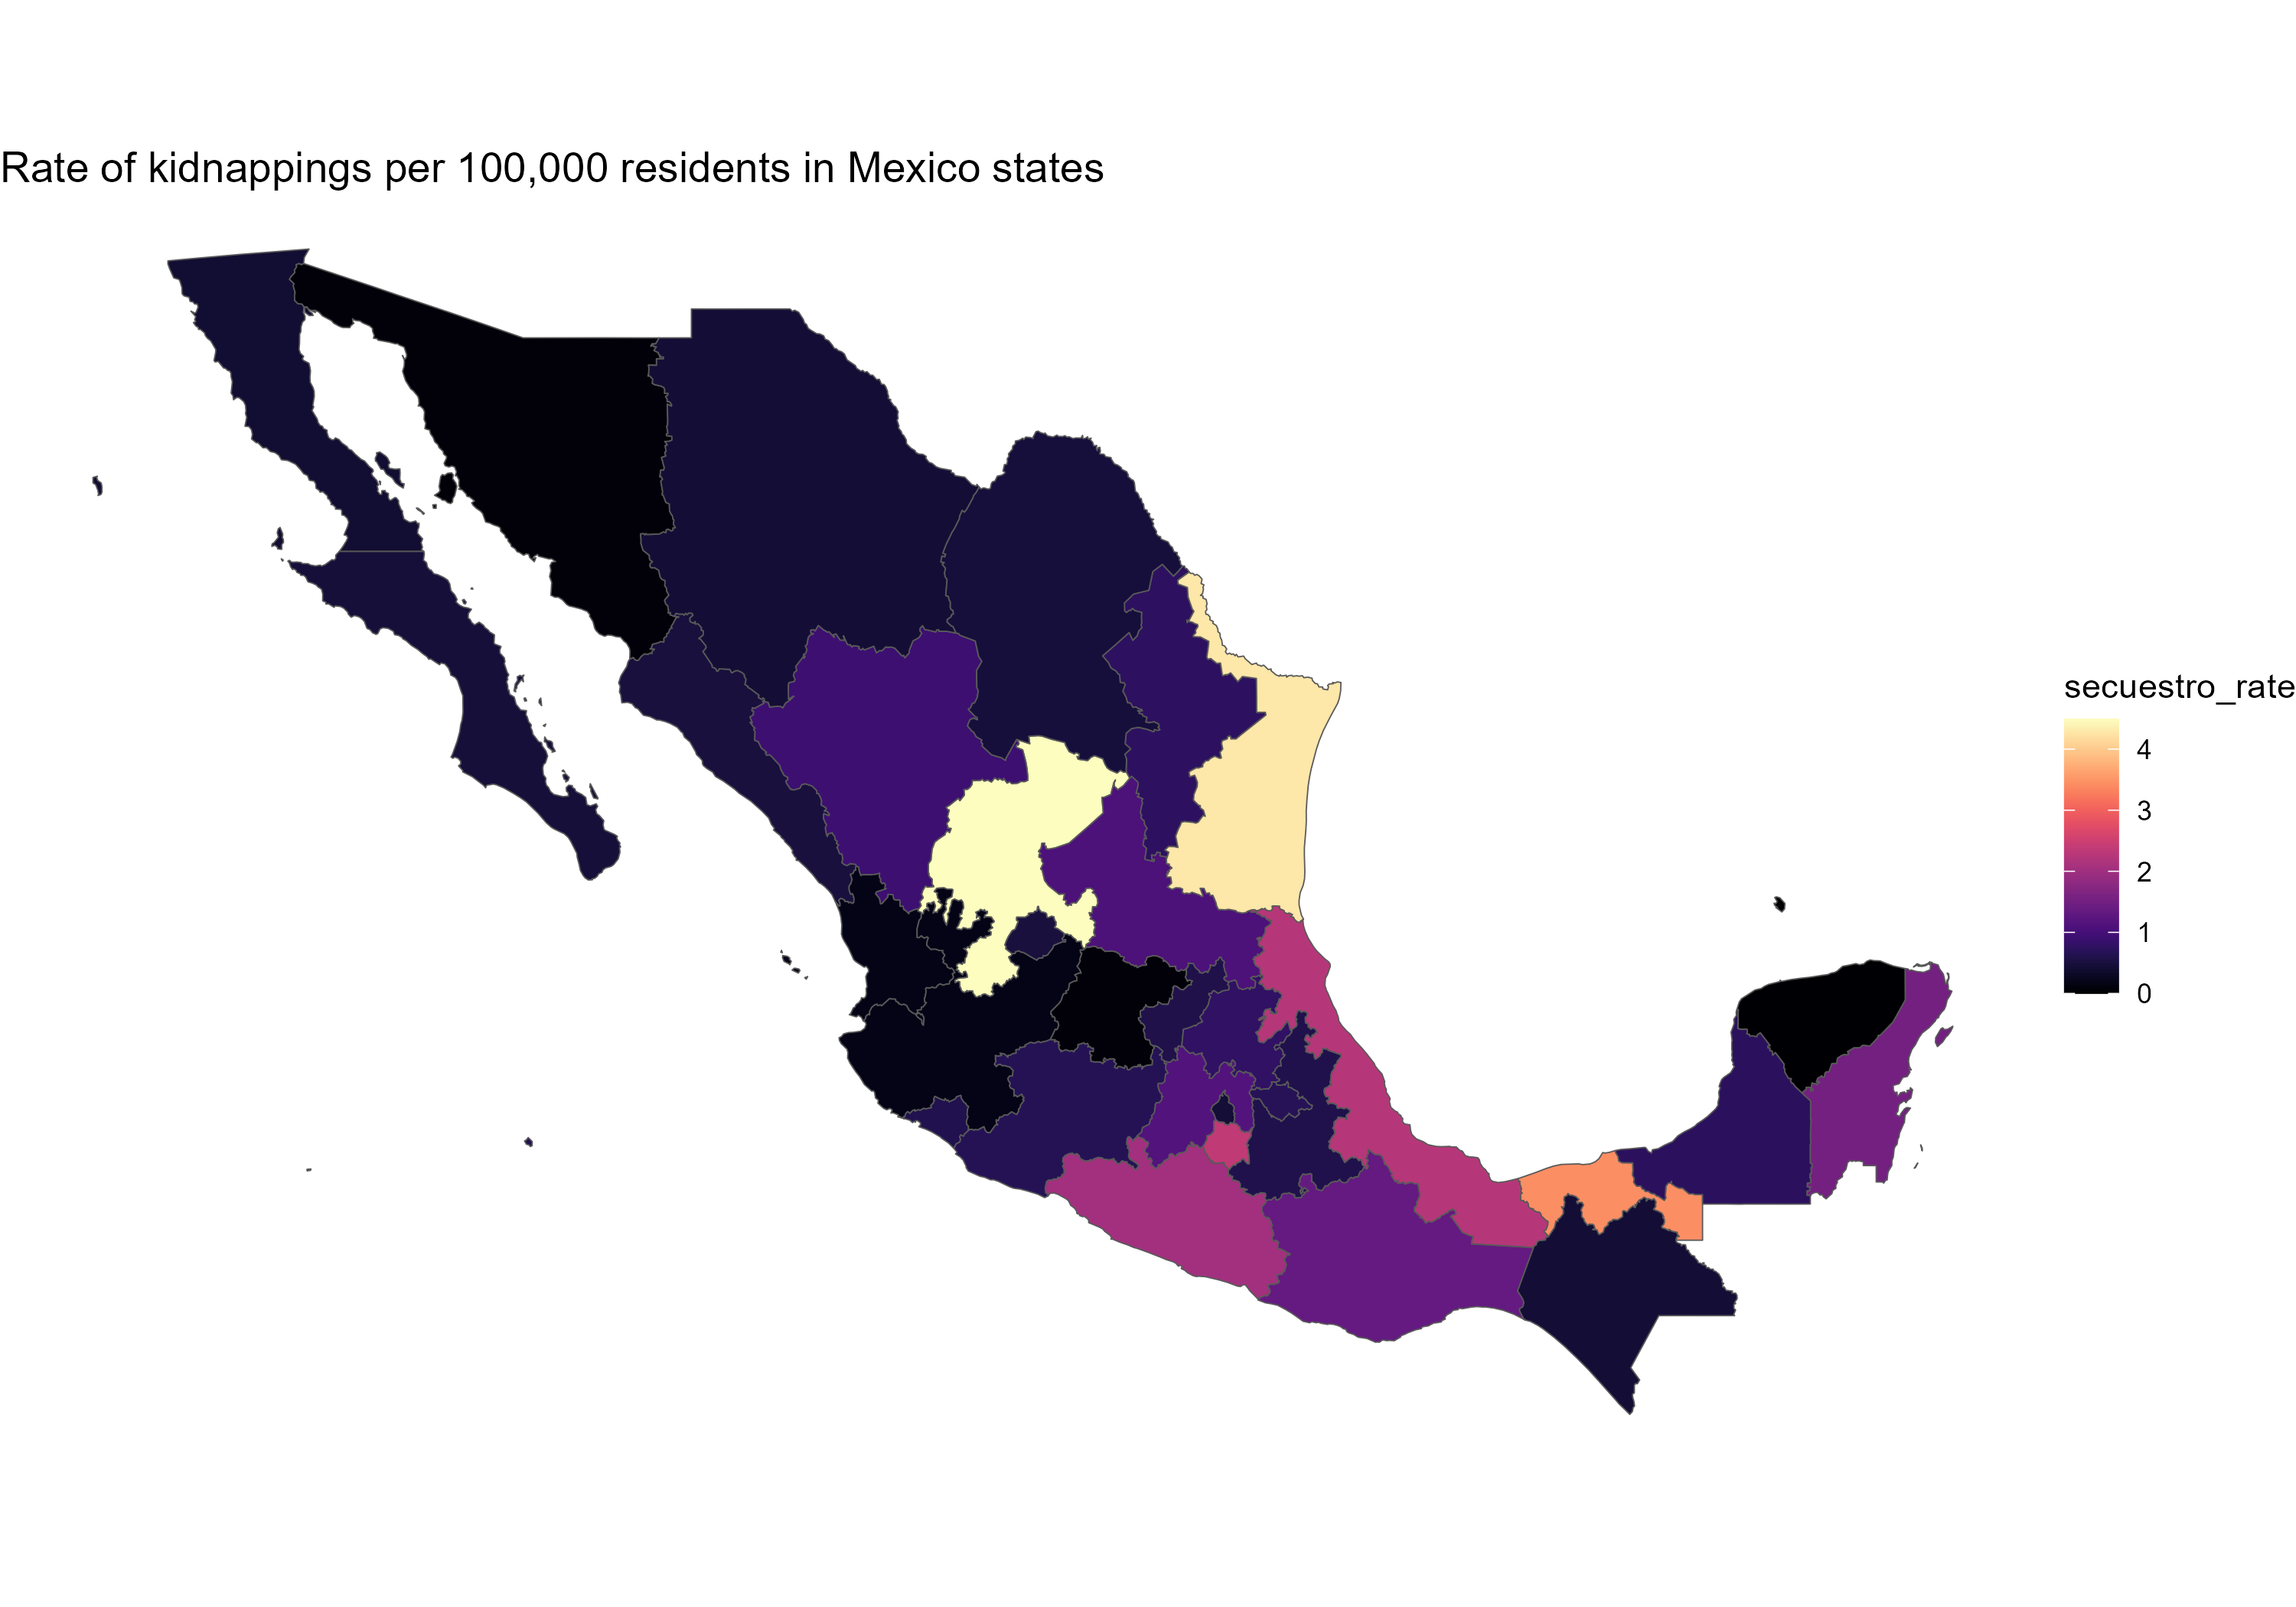 Rate of kidnappings per 100,000 residents in Mexico states
secuestro_rate
4
3
2
1
0